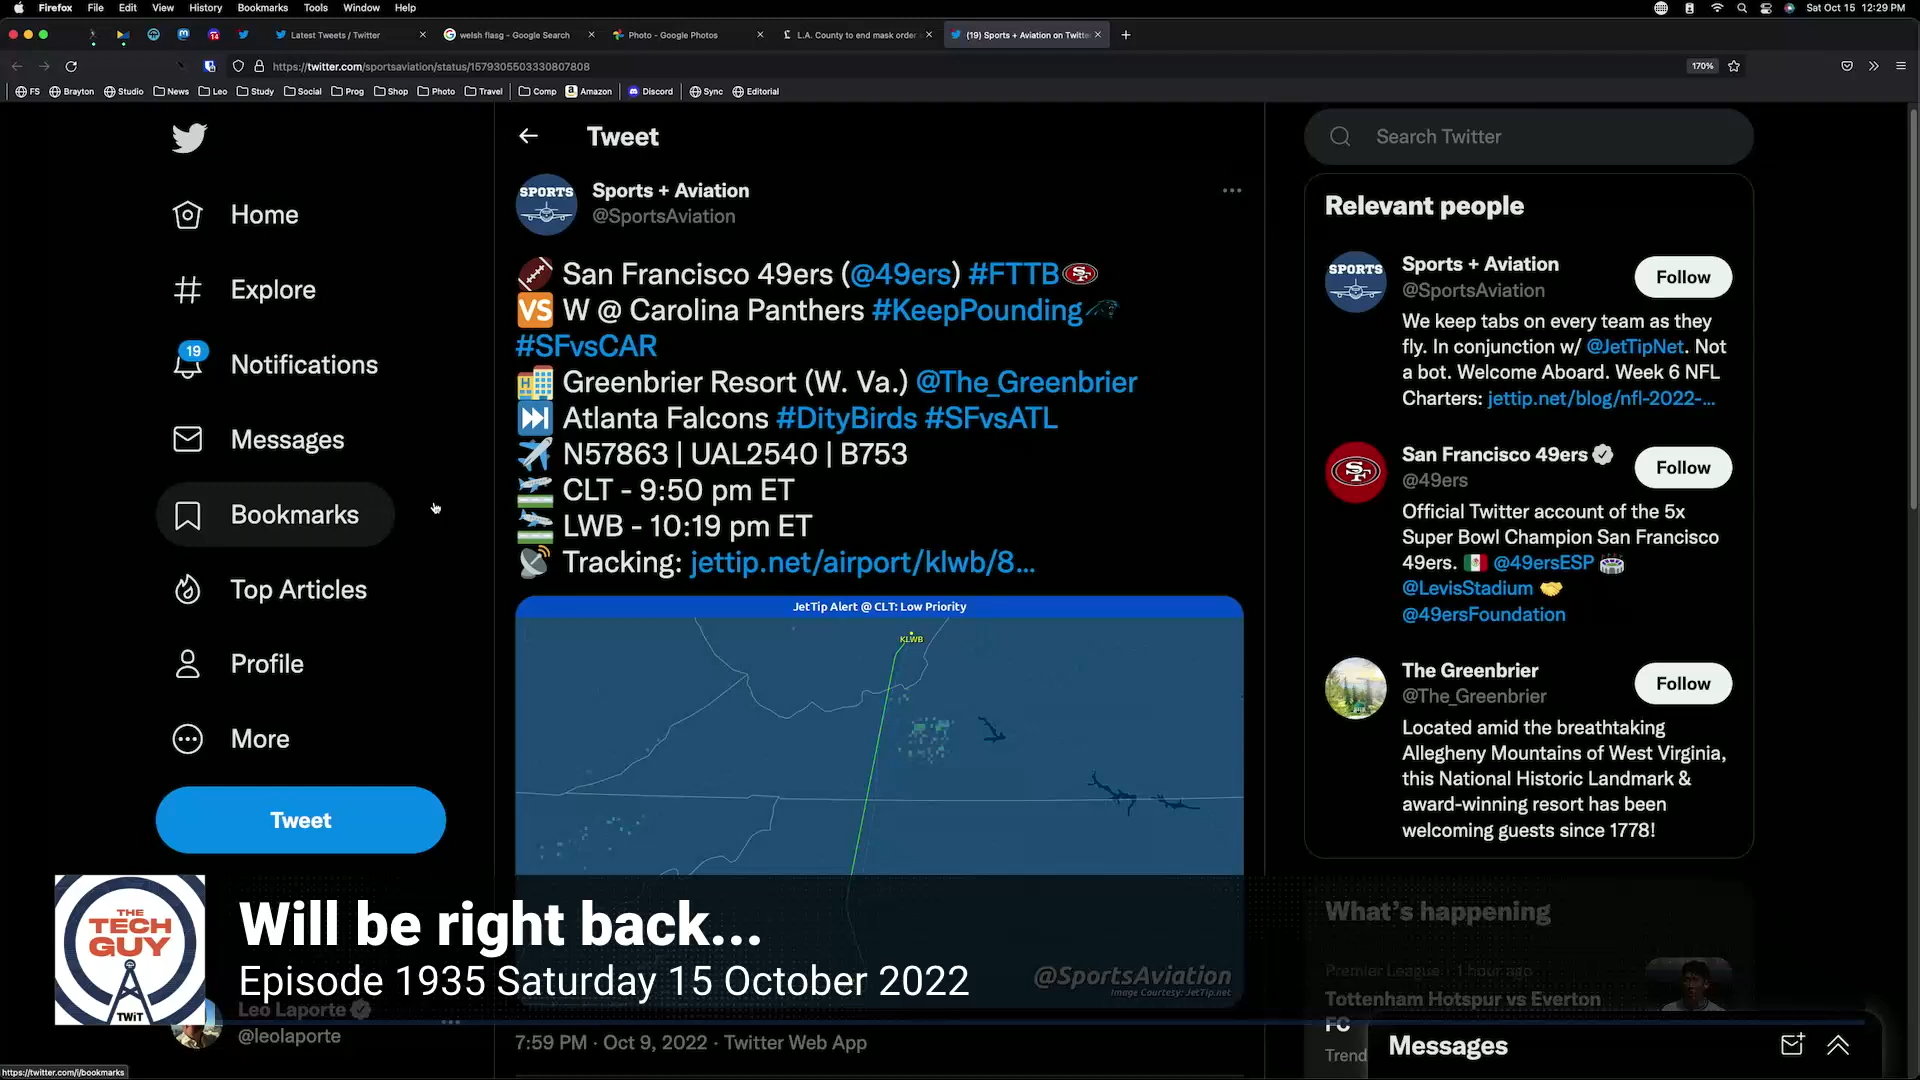 Firefox File Edit View History Bookmarks Tools Window Help
Sat Oct 15 12:29 PM
14
Latest Tweets / Twitter
welsh flasg - Google Search
Photo - Google Photos
L.A. County to end mask order
(19) Sports + Aviation on Twitte
https://twitter.com/sportsaviation/status/1579305503330807808
170%
FS Brayton Studio News Leo Study Social Prog Shop Photo Travel Comp Amazon Discord Sync Editorial
Home
Explore
19
Notifications
Messages
Bookmarks
Top Articles
Profile
More
Tweet
Tweet
SPORTS
Sports + Aviation
@SportsAviation
San Francisco 49ers (@49ers) #FTTB SF
VS W @ Carolina Panthers #KeepPounding
#SFvsCAR
H Greenbrier Resort (W. Va.) @The_Greenbrier
Atlanta Falcons #DityBirds #SFvsATL
N57863 | UAL2540 | B753
CLT - 9:50 pm ET
LWB - 10:19 pm ET
Tracking: jettip.net/airport/klwb/8...
JetTip Alert @ CLT: Low Priority
KLWB
@SportsAviation
Image Courtesy: JetTip.net
7:59 PM · Oct 9, 2022 · Twitter Web App
Search Twitter
Relevant people
SPORTS
Sports + Aviation
@SportsAviation
Follow
We keep tabs on every team as they
fly. In conjunction w/ @JetTipNet. Not
a bot. Welcome Aboard. Week 6 NFL
Charters: jettip.net/blog/nfl-2022-...
SF
San Francisco 49ers
@49ers
Follow
Official Twitter account of the 5x
Super Bowl Champion San Francisco
49ers. @49ersESP
@LevisStadium
@49ersFoundation
The Greenbrier
@The_Greenbrier
Follow
Located amid the breathtaking
Allegheny Mountains of West Virginia,
this National Historic Landmark &
award-winning resort has been
welcoming guests since 1778!
What's happening
Premier League · 1 hour ago
Tottenham Hotspur vs Everton
FC
Trend
Messages
THE
TECH
GUY
TWiT
Will be right back...
Episode 1935 Saturday 15 October 2022
Leo Laporte
@leolaporte
https://twitter.com/i/bookmarks